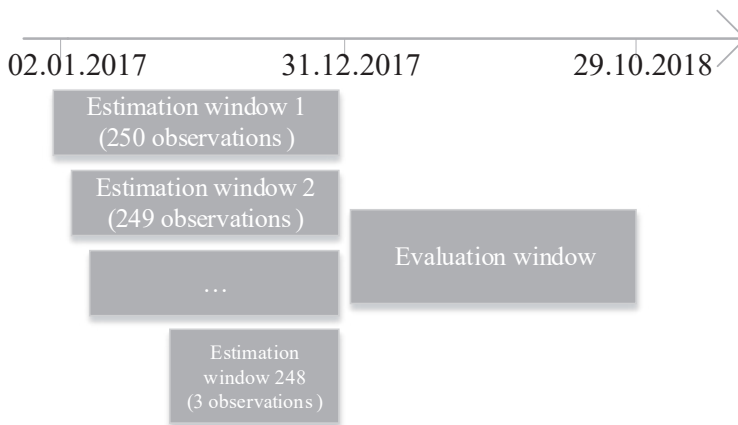 02.01.2017 31.12.2017 29.10.2018
Estimation window 1
(250 observations )
Estimation window 2
(249 observations )
Evaluation window
…
Estimation
window 248
(3 observations )